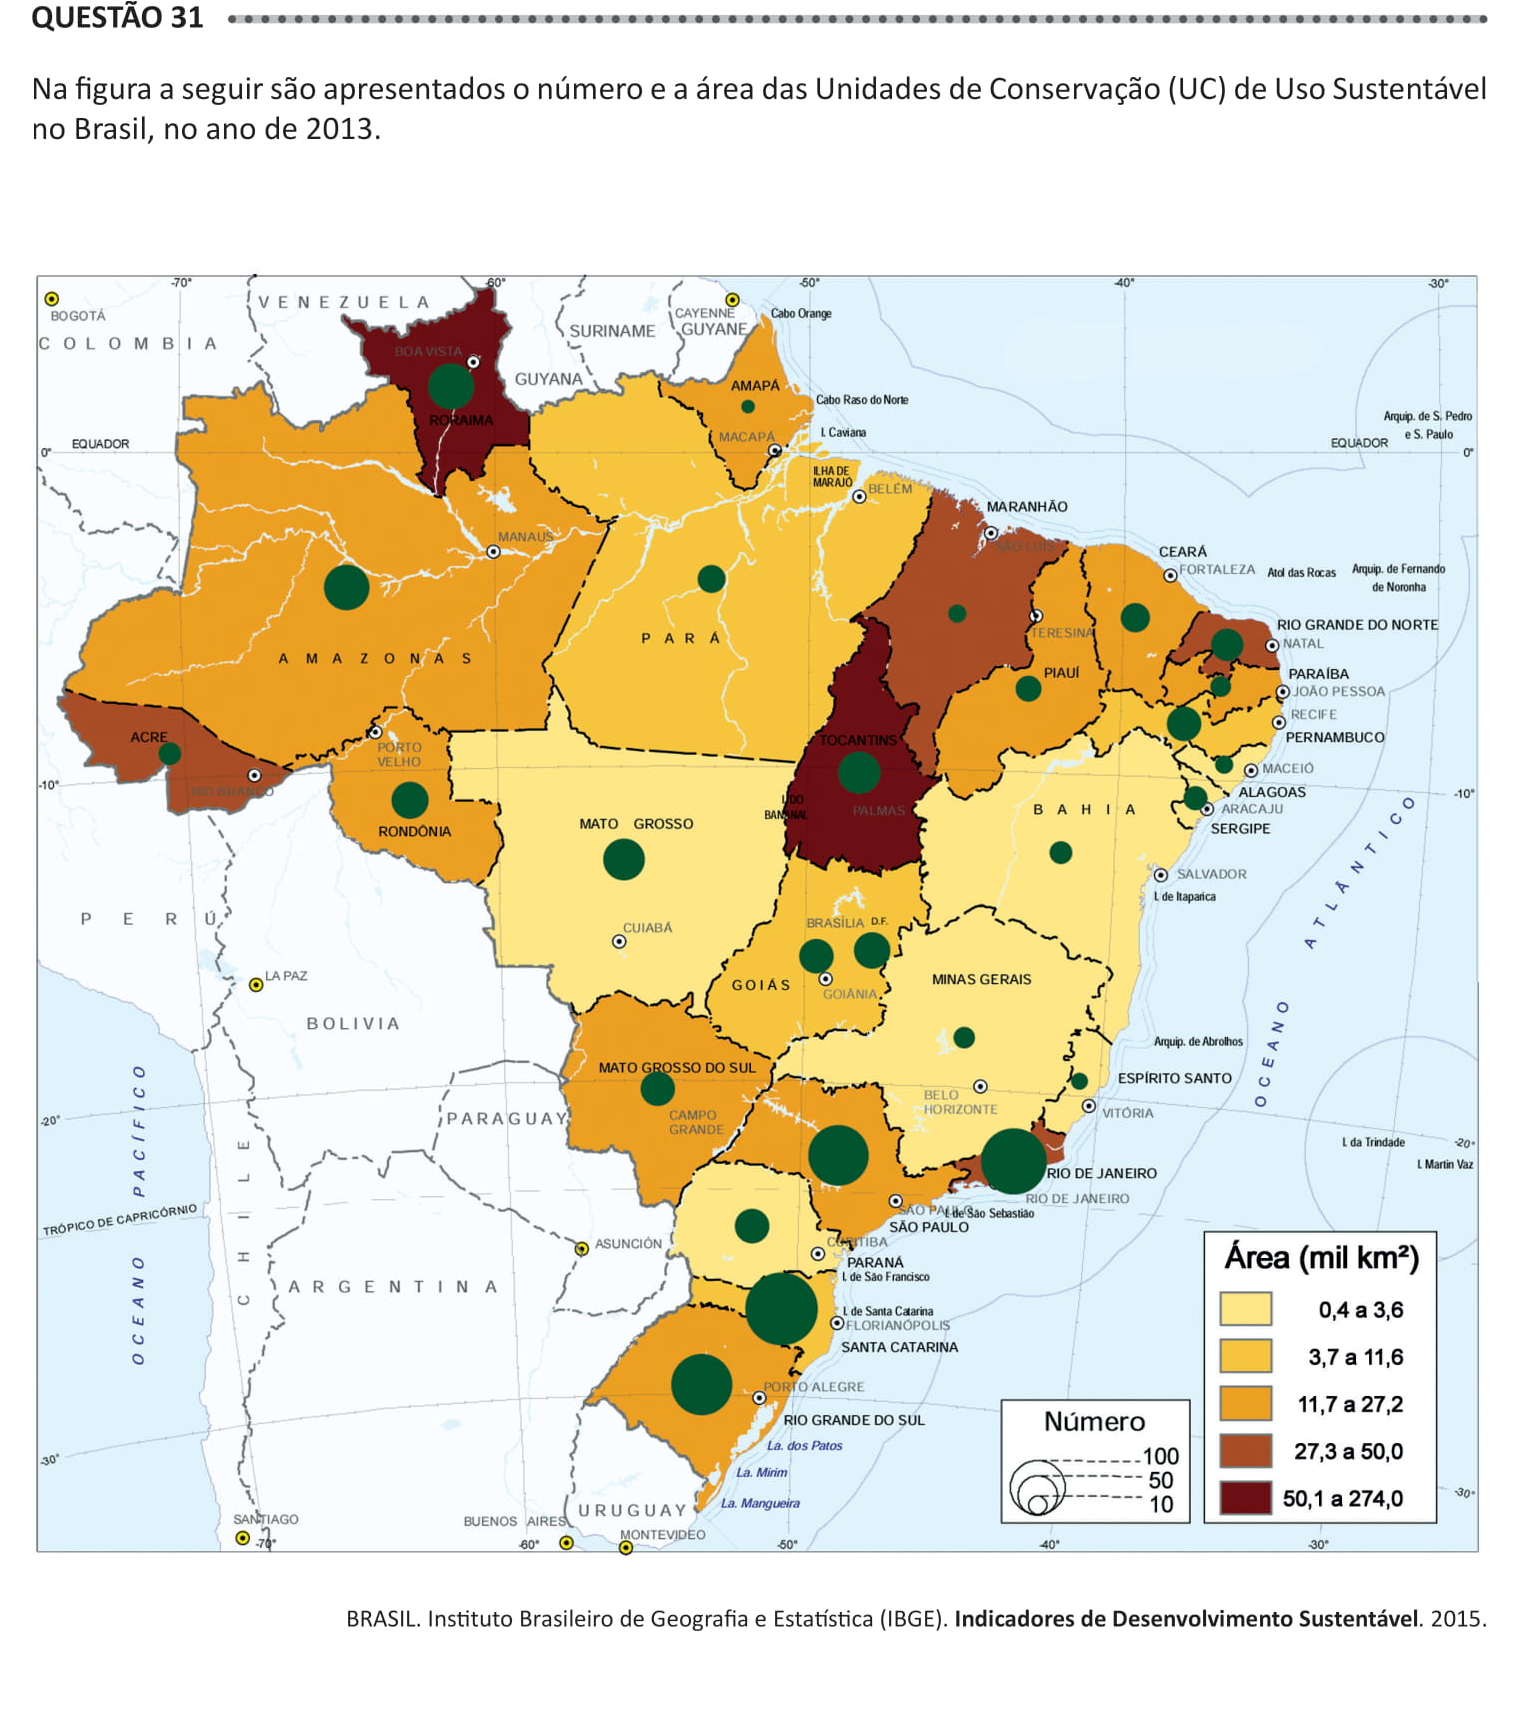 QUESTÃO 31
Na figura a seguir são apresentados o número e a área das Unidades de Conservação (UC) de Uso Sustentável
no Brasil, no ano de 2013.
-70°
-60°
-50°
-40°
-30°
BOGOTÁ
COLOMBIA
VENEZUELA
SURINAME
CAYENNE
GUYANE
GUYANA
Cabo Orange
BOA VISTA
RORAIMA
AMAPÁ
MACAPÁ
Cabo Raso do Norte
I. Caviana
Arquip. de S. Pedro
e S. Paulo
EQUADOR
EQUADOR
0°
0°
ILHA DE
MARAJÓ
BELÉM
MANAUS
MARANHÃO
SÃO LUÍS
CEARÁ
FORTALEZA
Atol das Rocas
Arquip. de Fernando
de Noronha
AMAZONAS
PARÁ
TERESINA
PIAUÍ
RIO GRANDE DO NORTE
NATAL
PARAÍBA
JOÃO PESSOA
RECIFE
PERNAMBUCO
ACRE
RIO BRANCO
PORTO
VELHO
RONDÔNIA
TOCANTINS
PALMAS
BANANAL
MACEIÓ
ALAGOAS
ARACAJU
SERGIPE
-10°
-10°
MATO GROSSO
CUIABÁ
BAHIA
SALVADOR
I. de Itaparica
PERÚ
LA PAZ
BOLIVIA
BRASÍLIA
D.F.
GOIÁS
GOIÂNIA
MINAS GERAIS
BELO
HORIZONTE
Arquip. de Abrolhos
ESPÍRITO SANTO
VITÓRIA
OCEANO ATLÂNTICO
OCEANO PACÍFICO
MATO GROSSO DO SUL
CAMPO
GRANDE
PARAGUAY
-20°
-20°
I. da Trindade
I. Martin Vaz
RIO DE JANEIRO
RIO DE JANEIRO
SÃO PAULO
I. de São Sebastião
SÃO PAULO
TRÓPICO DE CAPRICÓRNIO
CHILE
ASUNCIÓN
CURITIBA
PARANÁ
I. de São Francisco
ARGENTINA
I. de Santa Catarina
FLORIANÓPOLIS
SANTA CATARINA
PORTO ALEGRE
RIO GRANDE DO SUL
La. dos Patos
La. Mirim
La. Mangueira
URUGUAY
-30°
-30°
SANTIAGO
BUENOS AIRES
MONTEVIDEO
-70°
-60°
-50°
-40°
-30°
Número
100
50
10
Área (mil km²)
0,4 a 3,6
3,7 a 11,6
11,7 a 27,2
27,3 a 50,0
50,1 a 274,0
BRASIL. Instituto Brasileiro de Geografia e Estatística (IBGE). Indicadores de Desenvolvimento Sustentável. 2015.